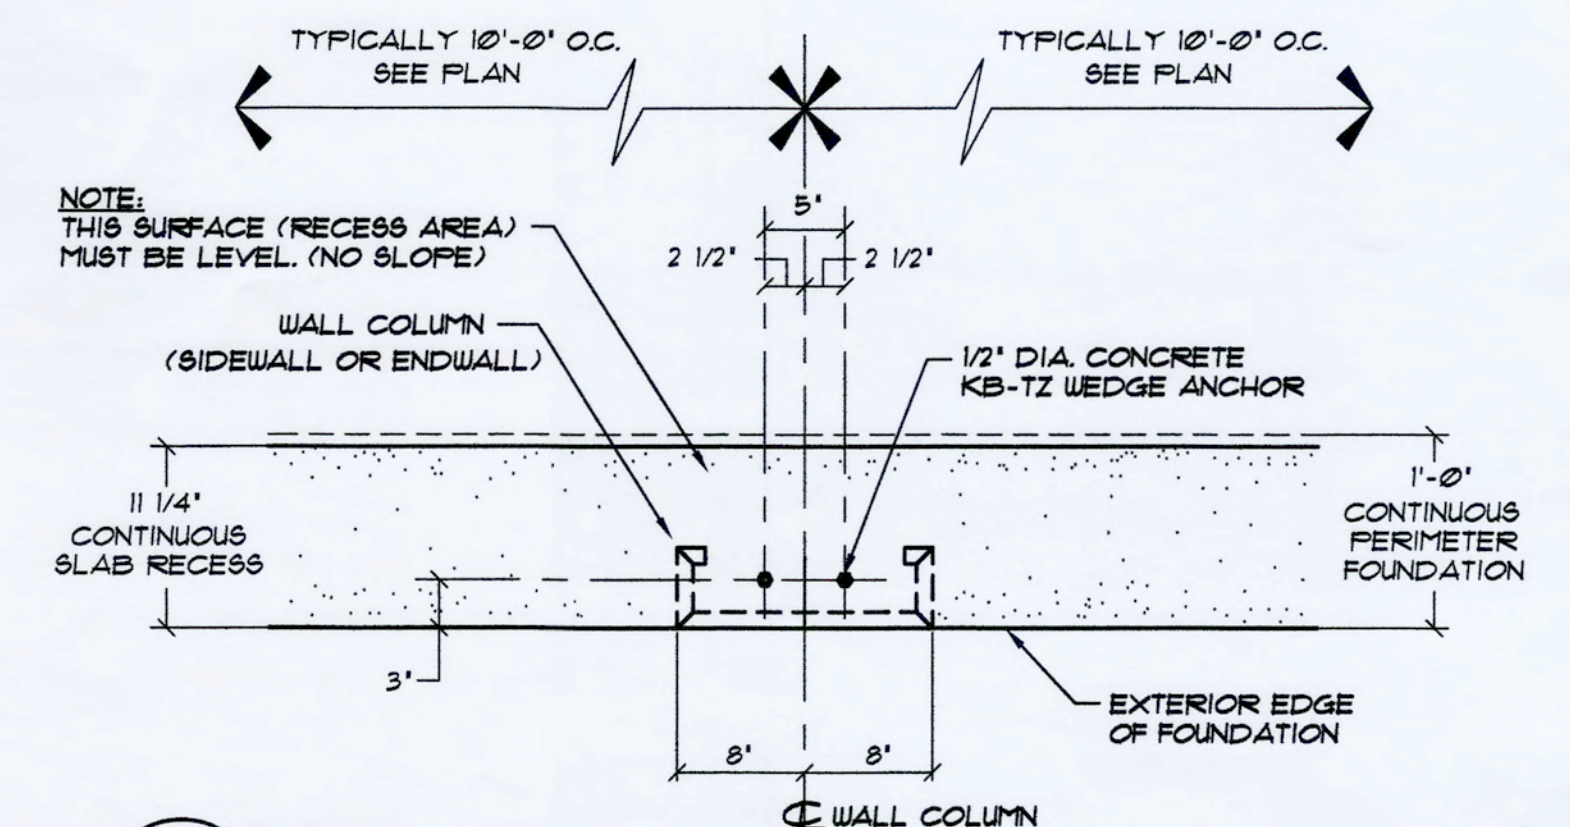 TYPICALLY 10'-0" O.C.
SEE PLAN
TYPICALLY 10'-0" O.C.
SEE PLAN
NOTE:
THIS SURFACE (RECESS AREA)
MUST BE LEVEL. (NO SLOPE)
5"
2 1/2"
2 1/2"
WALL COLUMN
(SIDEWALL OR ENDWALL)
1/2" DIA. CONCRETE
KB-TZ WEDGE ANCHOR
11 1/4"
CONTINUOUS
SLAB RECESS
1'-0"
CONTINUOUS
PERIMETER
FOUNDATION
3"
EXTERIOR EDGE
OF FOUNDATION
8"
8"
℄ WALL COLUMN